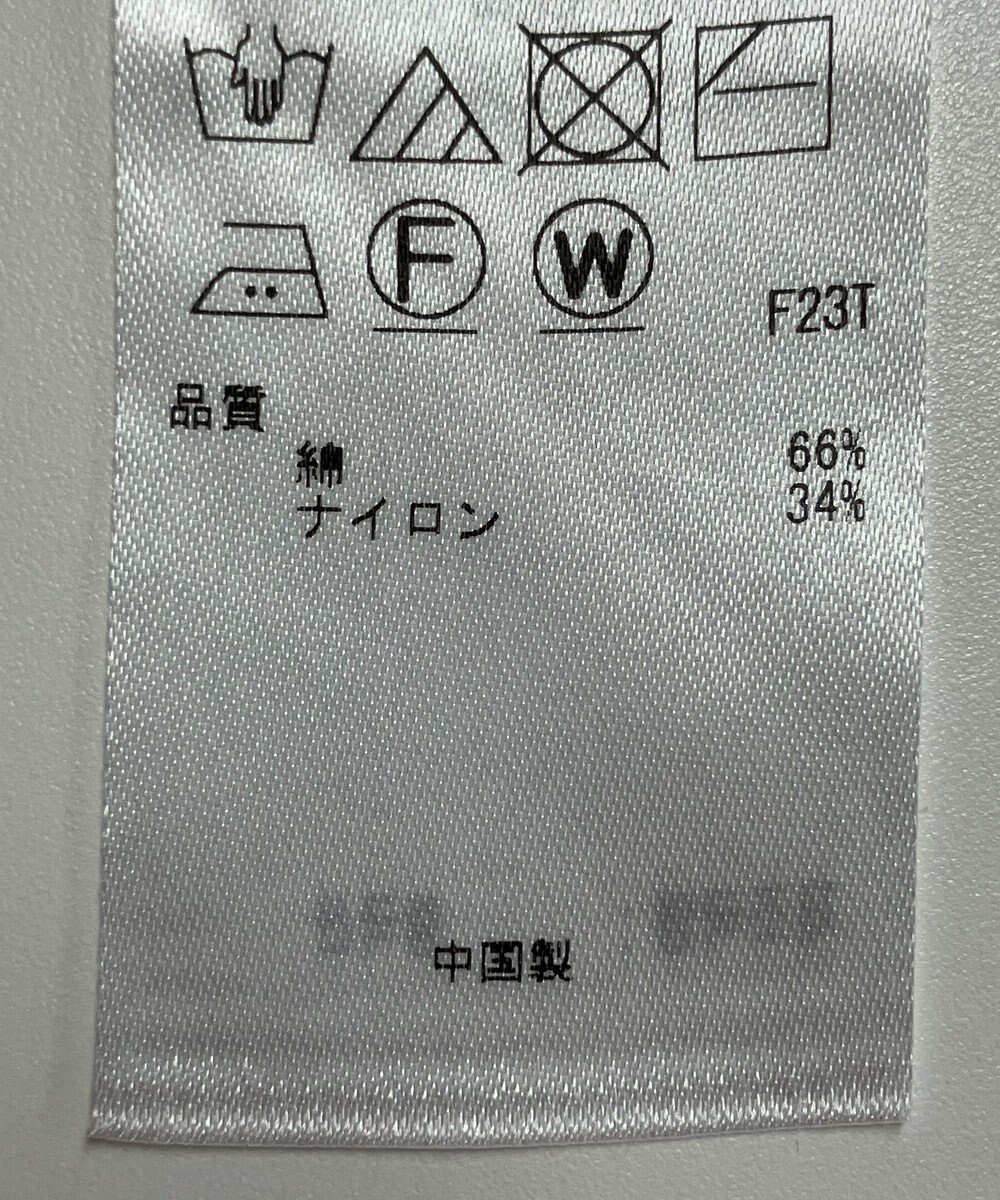 F W F23T
品質
綿 66%
ナイロン 34%
中国製